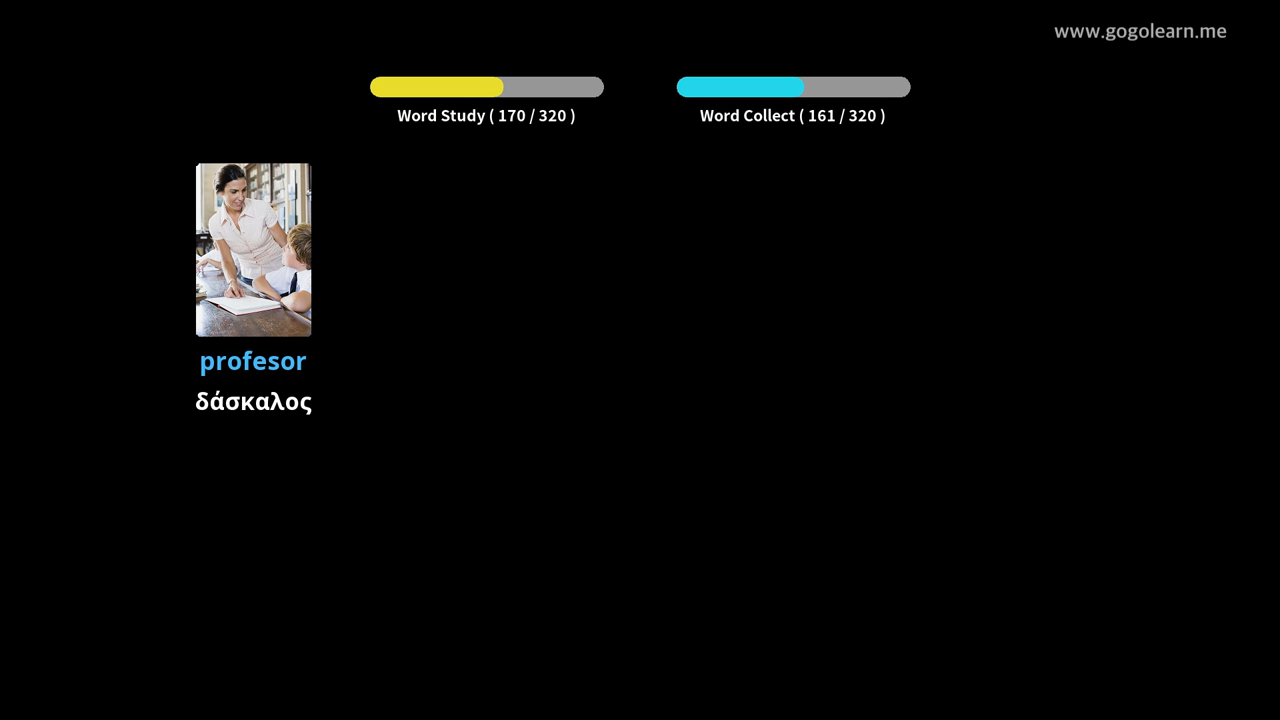 www.gogolearn.me
Word Study ( 170 / 320 )
Word Collect ( 161 / 320 )
profesor
δάσκαλος